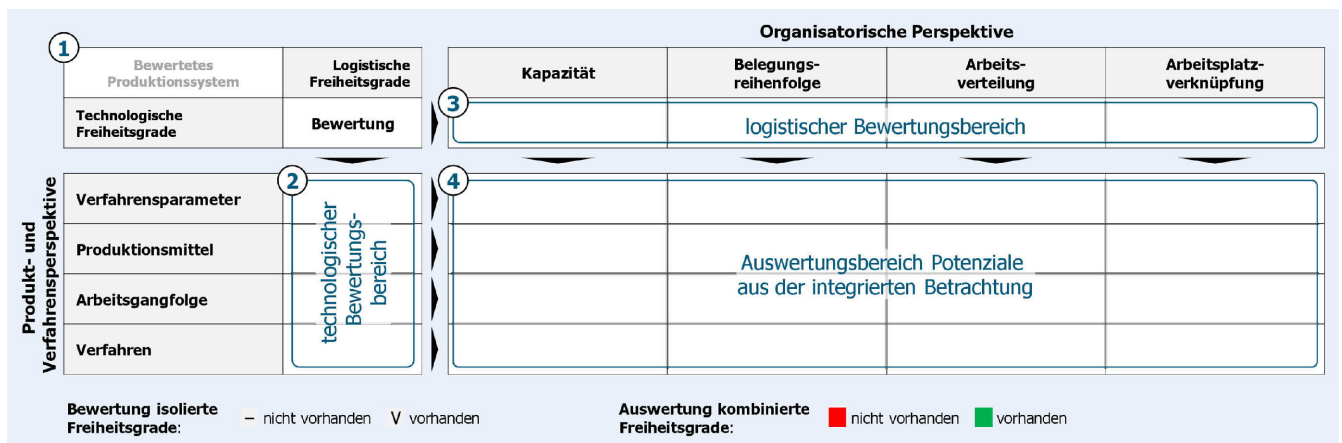 Organisatorische Perspektive
1
Bewertetes
Produktionssystem
Logistische
Freiheitsgrade
Kapazität
Belegungs-
reihenfolge
Arbeits-
verteilung
Arbeitsplatz-
verknüpfung
Technologische
Freiheitsgrade
Bewertung
3
logistischer Bewertungsbereich
Produkt- und
Verfahrensperspektive
2
technologischer
Bewertungs-
bereich
4
Verfahrensparameter
Produktionsmittel
Arbeitsgangfolge
Verfahren
Auswertungsbereich Potenziale
aus der integrierten Betrachtung
Bewertung isolierte
Freiheitsgrade:
– nicht vorhanden V vorhanden
Auswertung kombinierte
Freiheitsgrade:
nicht vorhanden vorhanden